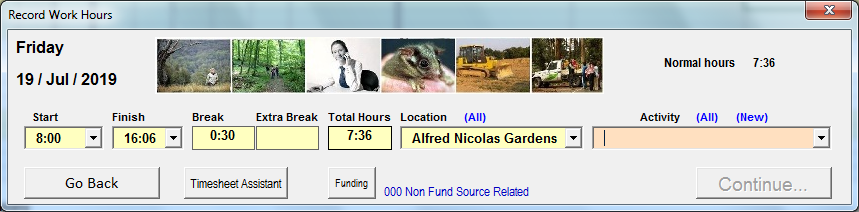 Record Work Hours
Friday
19 / Jul / 2019
Normal hours 7:36
Start Finish Break Extra Break Total Hours Location (All) Activity (All) (New)
8:00 16:06 0:30 7:36 Alfred Nicolas Gardens
Go Back Timesheet Assistant Funding 000 Non Fund Source Related Continue...